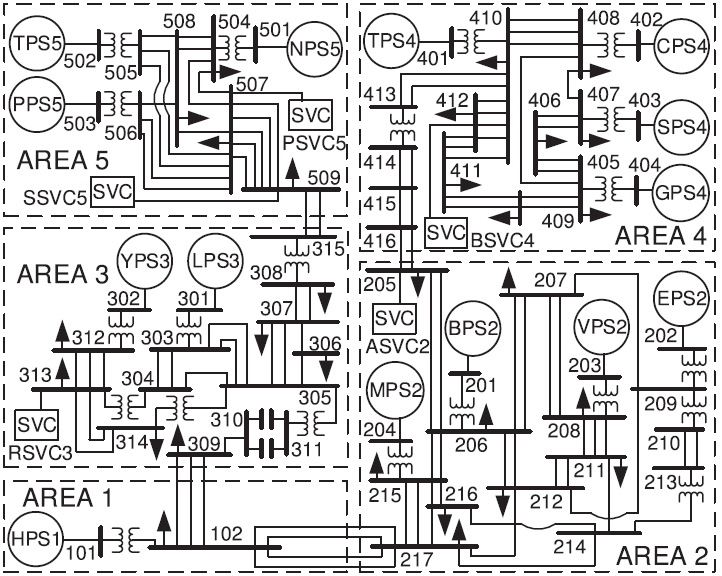 TPS5
502
505
508
504
501
NPS5
507
PPS5
503
506
SVC
PSVC5
AREA 5
SSVC5
SVC
509
TPS4
401
410
408
402
CPS4
413
412
406
407
403
SPS4
414
411
405
404
GPS4
415
416
SVC
BSVC4
409
AREA 4
315
YPS3
LPS3
308
AREA 3
302
301
307
312
303
306
313
304
305
SVC
RSVC3
314
310
311
309
205
SVC
ASVC2
207
EPS2
BPS2
VPS2
202
201
203
MPS2
209
204
206
208
210
211
213
215
216
212
217
214
AREA 2
AREA 1
HPS1
101
102